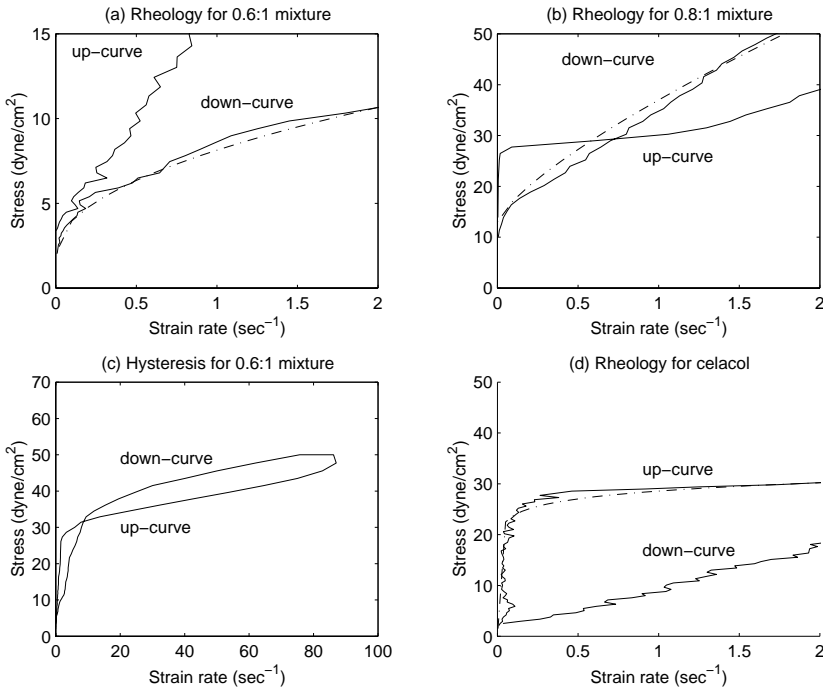 (a) Rheology for 0.6:1 mixture
15
10
5
0
Stress (dyne/cm²)
up−curve
down−curve
0
0.5
1
1.5
2
Strain rate (sec⁻¹)
(b) Rheology for 0.8:1 mixture
50
40
30
20
10
0
Stress (dyne/cm²)
down−curve
up−curve
0
0.5
1
1.5
2
Strain rate (sec⁻¹)
(c) Hysteresis for 0.6:1 mixture
70
60
50
40
30
20
10
0
Stress (dyne/cm²)
down−curve
up−curve
0
20
40
60
80
100
Strain rate (sec⁻¹)
(d) Rheology for celacol
50
40
30
20
10
0
Stress (dyne/cm²)
up−curve
down−curve
0
0.5
1
1.5
2
Strain rate (sec⁻¹)